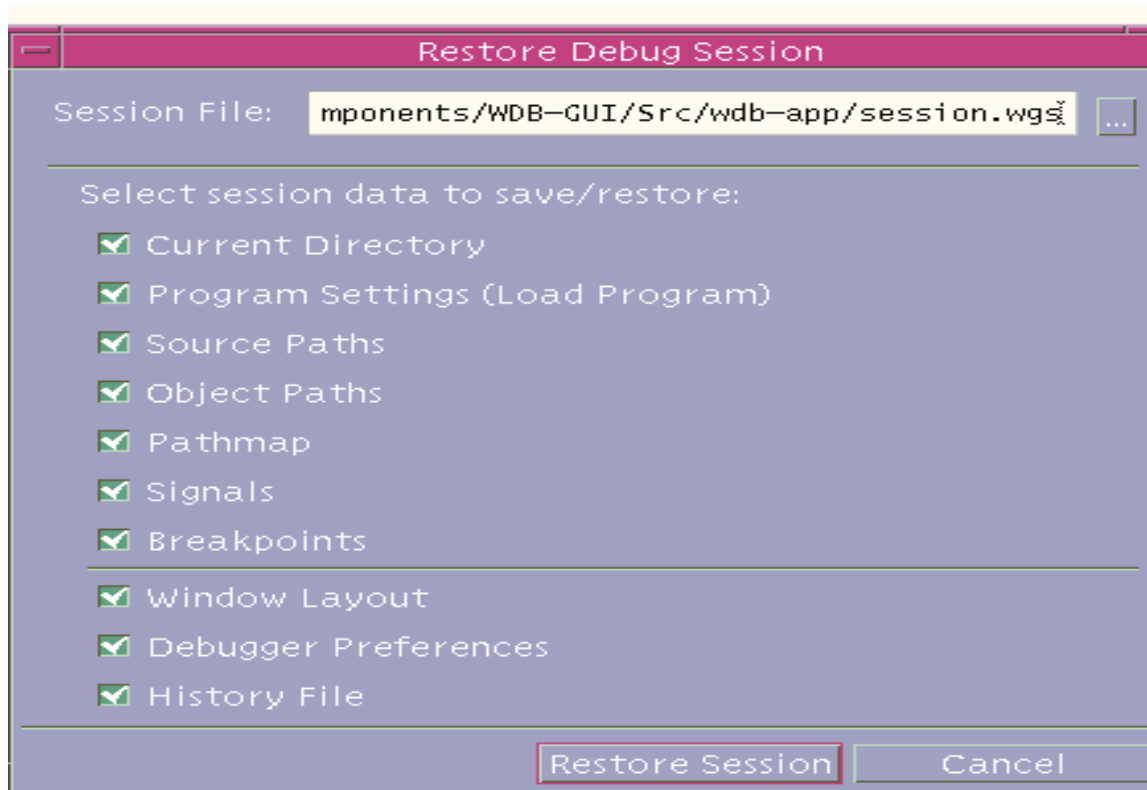 Restore Debug Session
Session File: mponents/WDB-GUI/Src/wdb-app/session.wgs ...
Select session data to save/restore:
Current Directory
Program Settings (Load Program)
Source Paths
Object Paths
Pathmap
Signals
Breakpoints
Window Layout
Debugger Preferences
History File
Restore Session Cancel